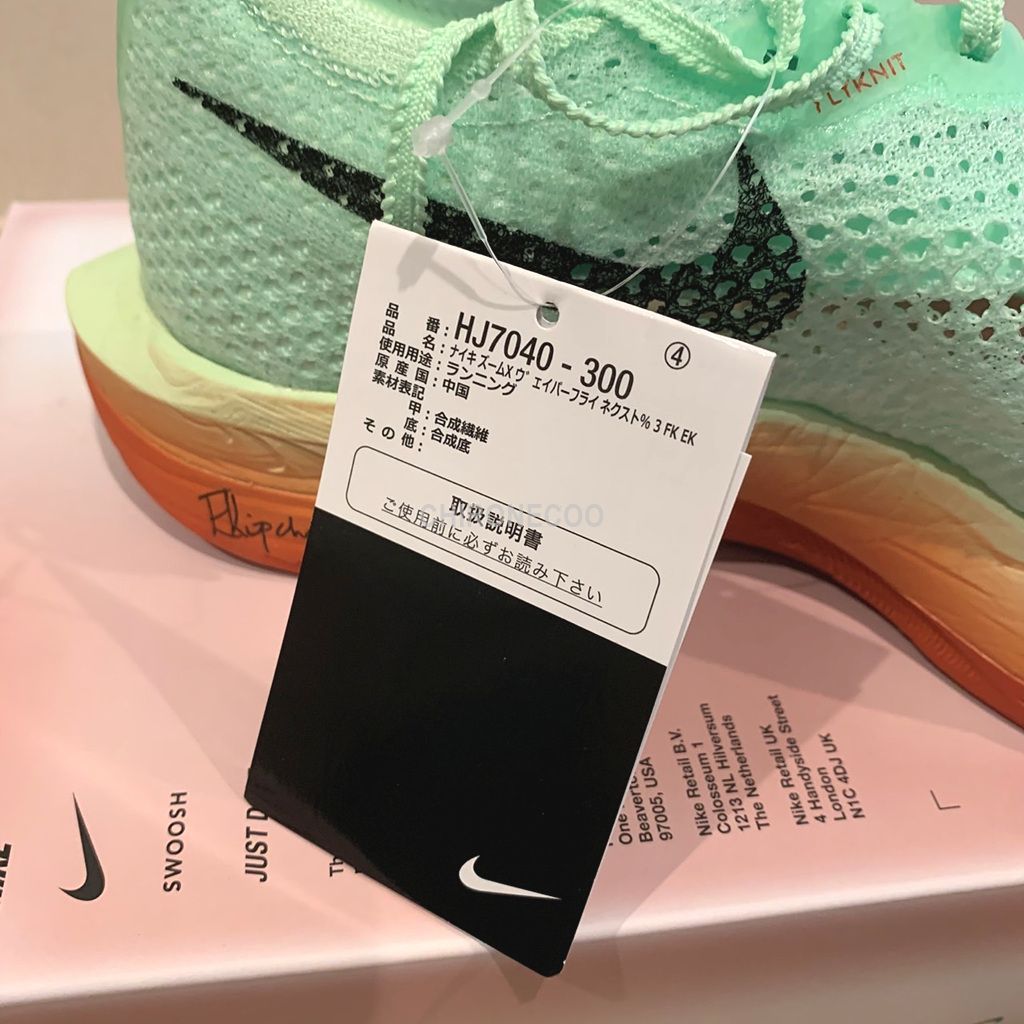 FLYKNIT
④
品番：HJ7040 - 300
品名：ナイキ ズームX ヴェイパーフライ ネクスト% 3 FK EK
使用用途：ランニング
原産国：中国
素材表記
甲：合成繊維
底：合成底
その他：
取扱説明書
ご使用前に必ずお読み下さい
CHIRONECOO
SWOOSH
JUST D
Th
One
Beaverto
97005, USA
Nike Retail B.V.
Colosseum 1
1213 NL Hilversum
The Netherlands
Nike Retail UK
4 Handyside Street
London
N1C 4DJ UK